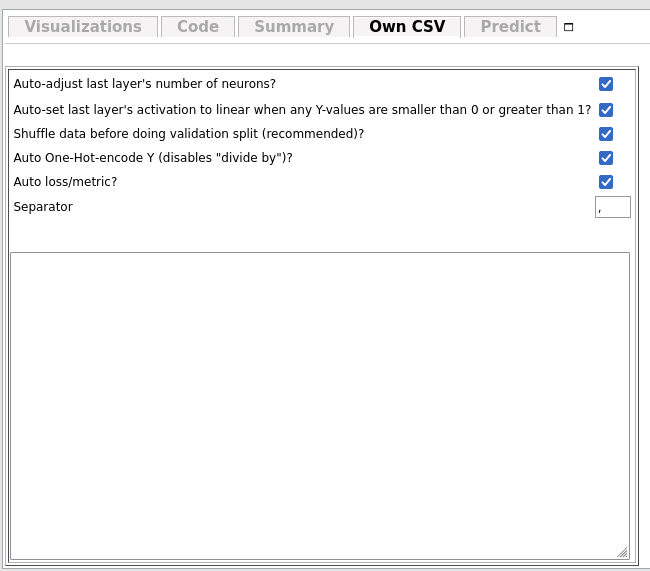 Visualizations Code Summary Own CSV Predict
Auto-adjust last layer's number of neurons?
Auto-set last layer's activation to linear when any Y-values are smaller than 0 or greater than 1?
Shuffle data before doing validation split (recommended)?
Auto One-Hot-encode Y (disables "divide by")?
Auto loss/metric?
Separator ,